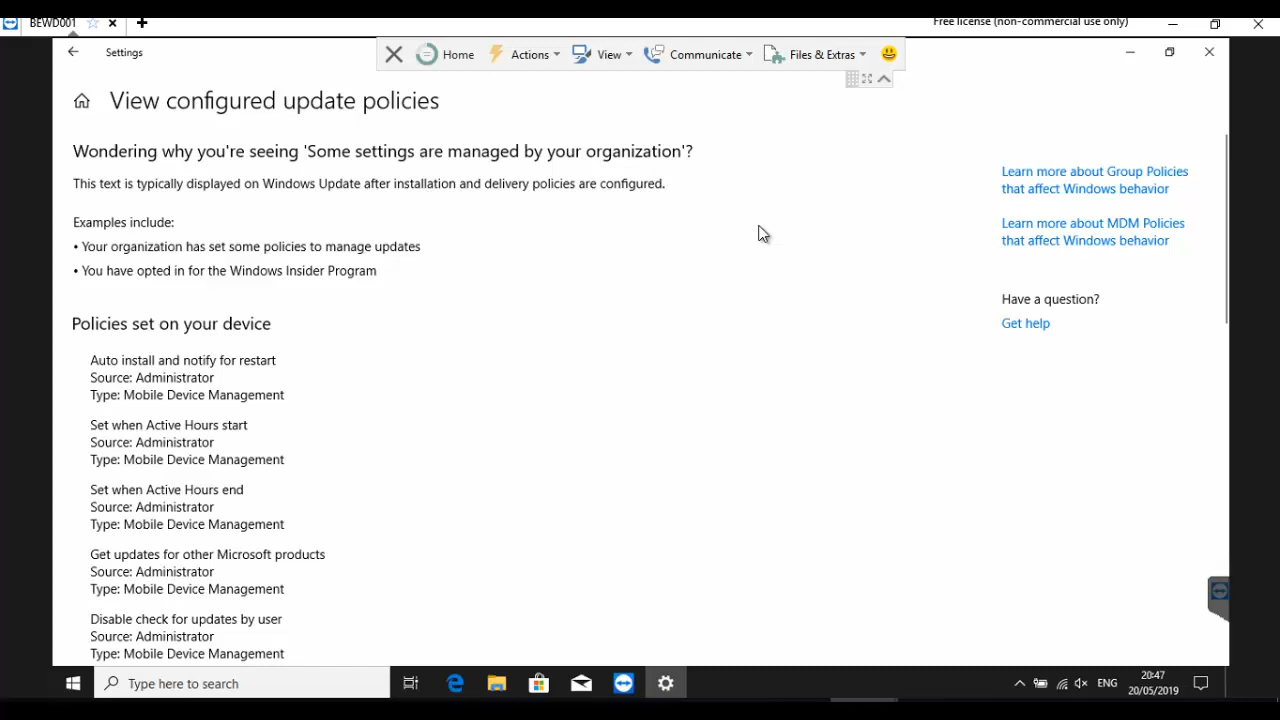 BEWD001
Free license (non-commercial use only)
Settings
Home
Actions
View
Communicate
Files & Extras
View configured update policies
Wondering why you're seeing 'Some settings are managed by your organization'?
This text is typically displayed on Windows Update after installation and delivery policies are configured.
Examples include:
• Your organization has set some policies to manage updates
• You have opted in for the Windows Insider Program
Policies set on your device
Auto install and notify for restart
Source: Administrator
Type: Mobile Device Management
Set when Active Hours start
Source: Administrator
Type: Mobile Device Management
Set when Active Hours end
Source: Administrator
Type: Mobile Device Management
Get updates for other Microsoft products
Source: Administrator
Type: Mobile Device Management
Disable check for updates by user
Source: Administrator
Type: Mobile Device Management
Learn more about Group Policies
that affect Windows behavior
Learn more about MDM Policies
that affect Windows behavior
Have a question?
Get help
Type here to search
ENG
20:47
20/05/2019